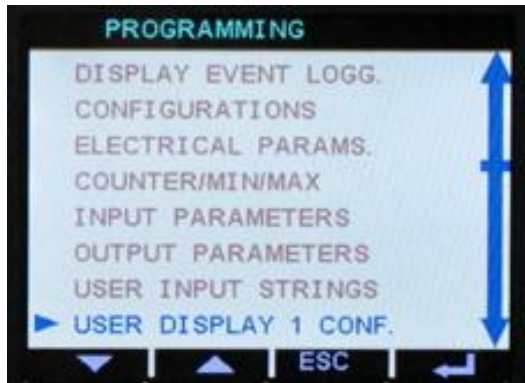 PROGRAMMING
DISPLAY EVENT LOGG.
CONFIGURATIONS
ELECTRICAL PARAMS.
COUNTER/MIN/MAX
INPUT PARAMETERS
OUTPUT PARAMETERS
USER INPUT STRINGS
USER DISPLAY 1 CONF.
ESC